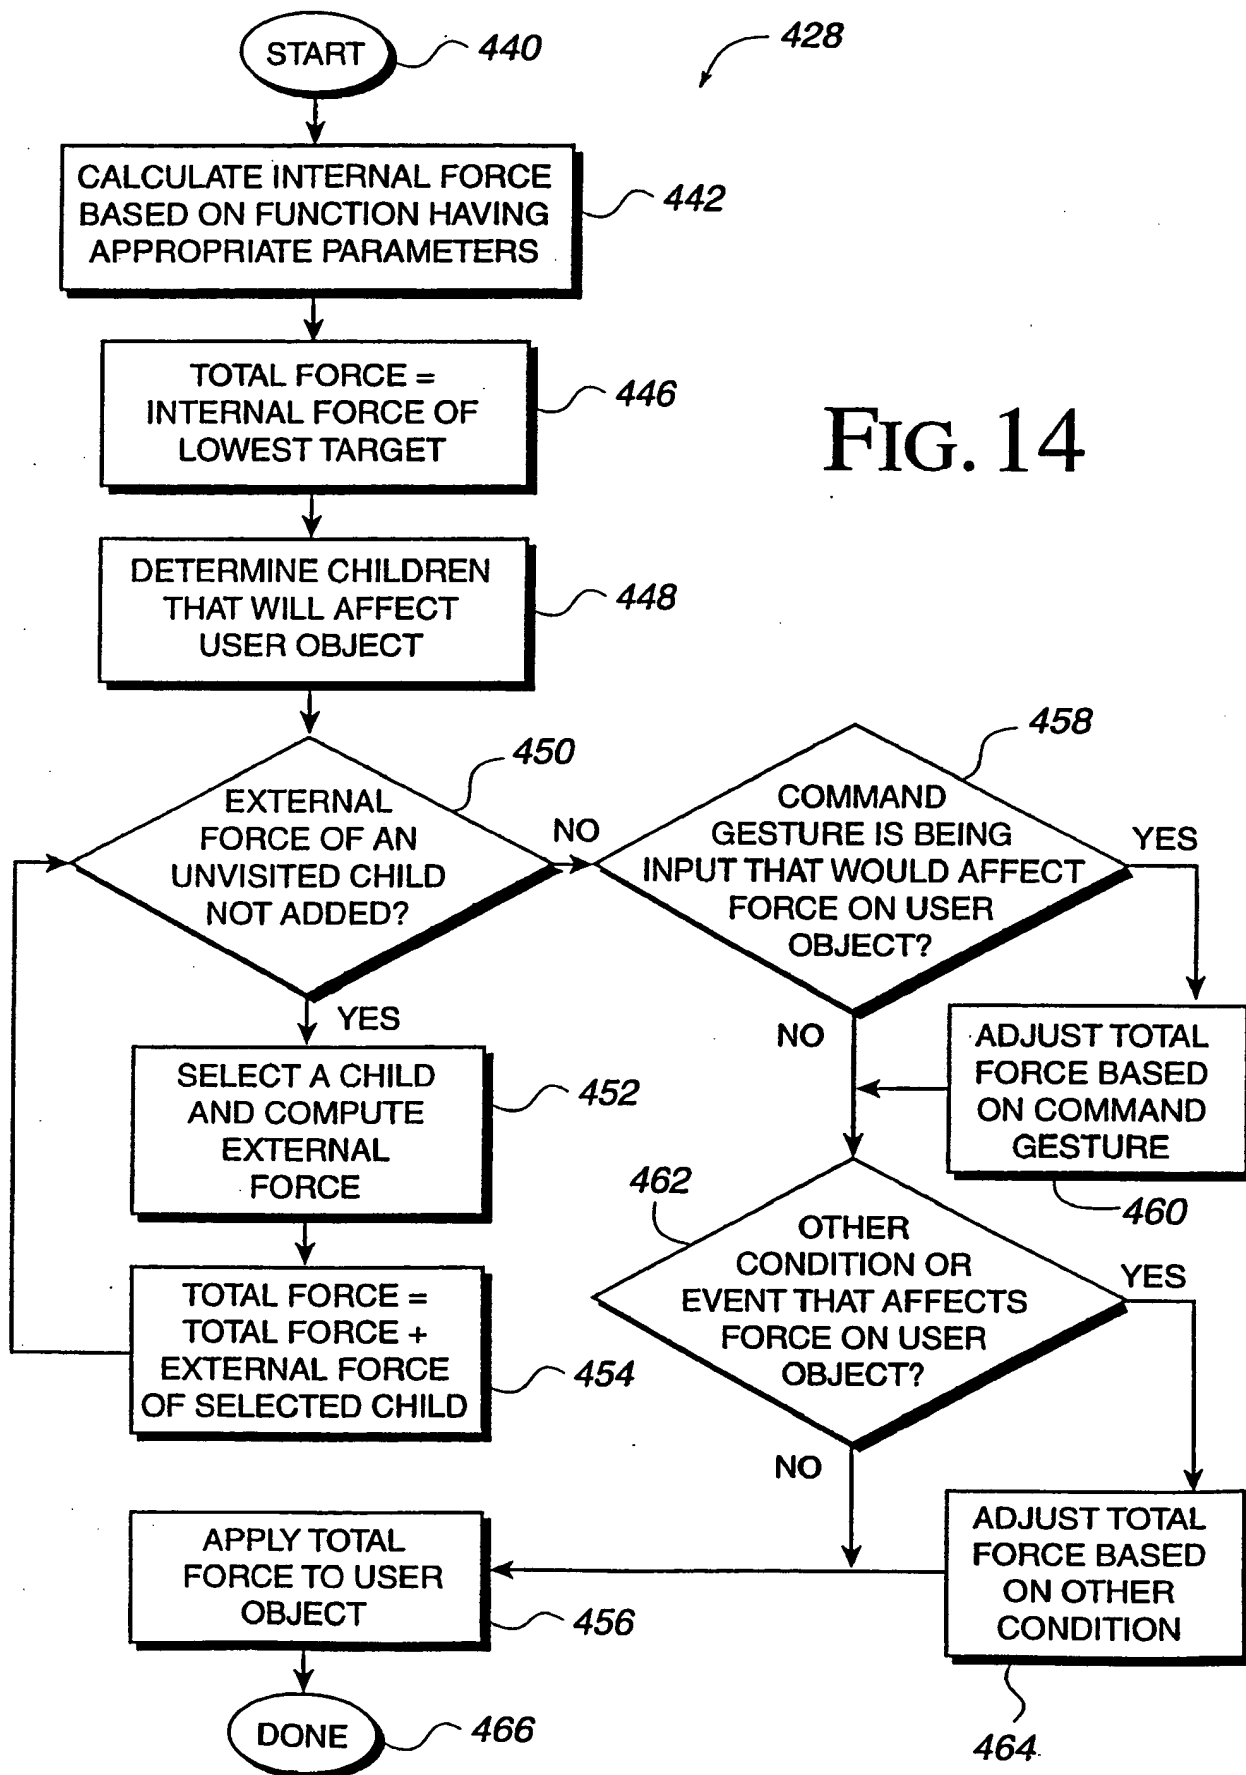 START
440
428
CALCULATE INTERNAL FORCE
BASED ON FUNCTION HAVING
APPROPRIATE PARAMETERS
442
TOTAL FORCE =
INTERNAL FORCE OF
LOWEST TARGET
446
FIG. 14
DETERMINE CHILDREN
THAT WILL AFFECT
USER OBJECT
448
EXTERNAL
FORCE OF AN
UNVISITED CHILD
NOT ADDED?
450
NO
YES
COMMAND
GESTURE IS BEING
INPUT THAT WOULD AFFECT
FORCE ON USER
OBJECT?
458
YES
NO
SELECT A CHILD
AND COMPUTE
EXTERNAL
FORCE
452
ADJUST TOTAL
FORCE BASED
ON COMMAND
GESTURE
460
TOTAL FORCE =
TOTAL FORCE +
EXTERNAL FORCE
OF SELECTED CHILD
454
462
OTHER
CONDITION OR
EVENT THAT AFFECTS
FORCE ON USER
OBJECT?
YES
NO
APPLY TOTAL
FORCE TO USER
OBJECT
456
ADJUST TOTAL
FORCE BASED
ON OTHER
CONDITION
464
DONE
466